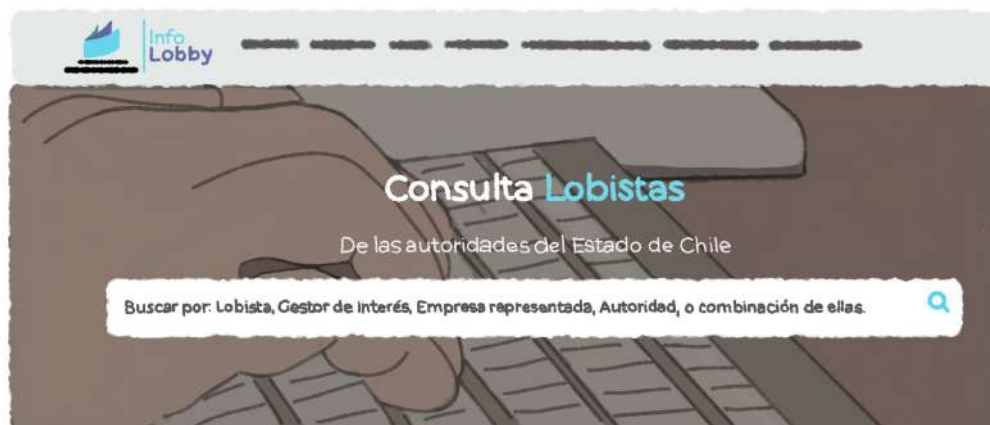 Info
Lobby
Consulta Lobistas
De las autoridades del Estado de Chile
Buscar por: Lobista, Gestor de Interés, Empresa representada, Autoridad, o combinación de ellas.